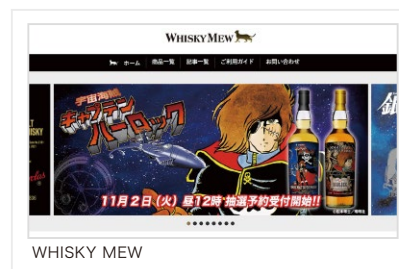 WHISKY MEW
ホーム 商品一覧 記事一覧 ご利用ガイド お問い合わせ
宇宙海賊
キャプテン
ハーロック
11月2日(火)昼12時 抽選予約受付開始!!
WHISKY MEW